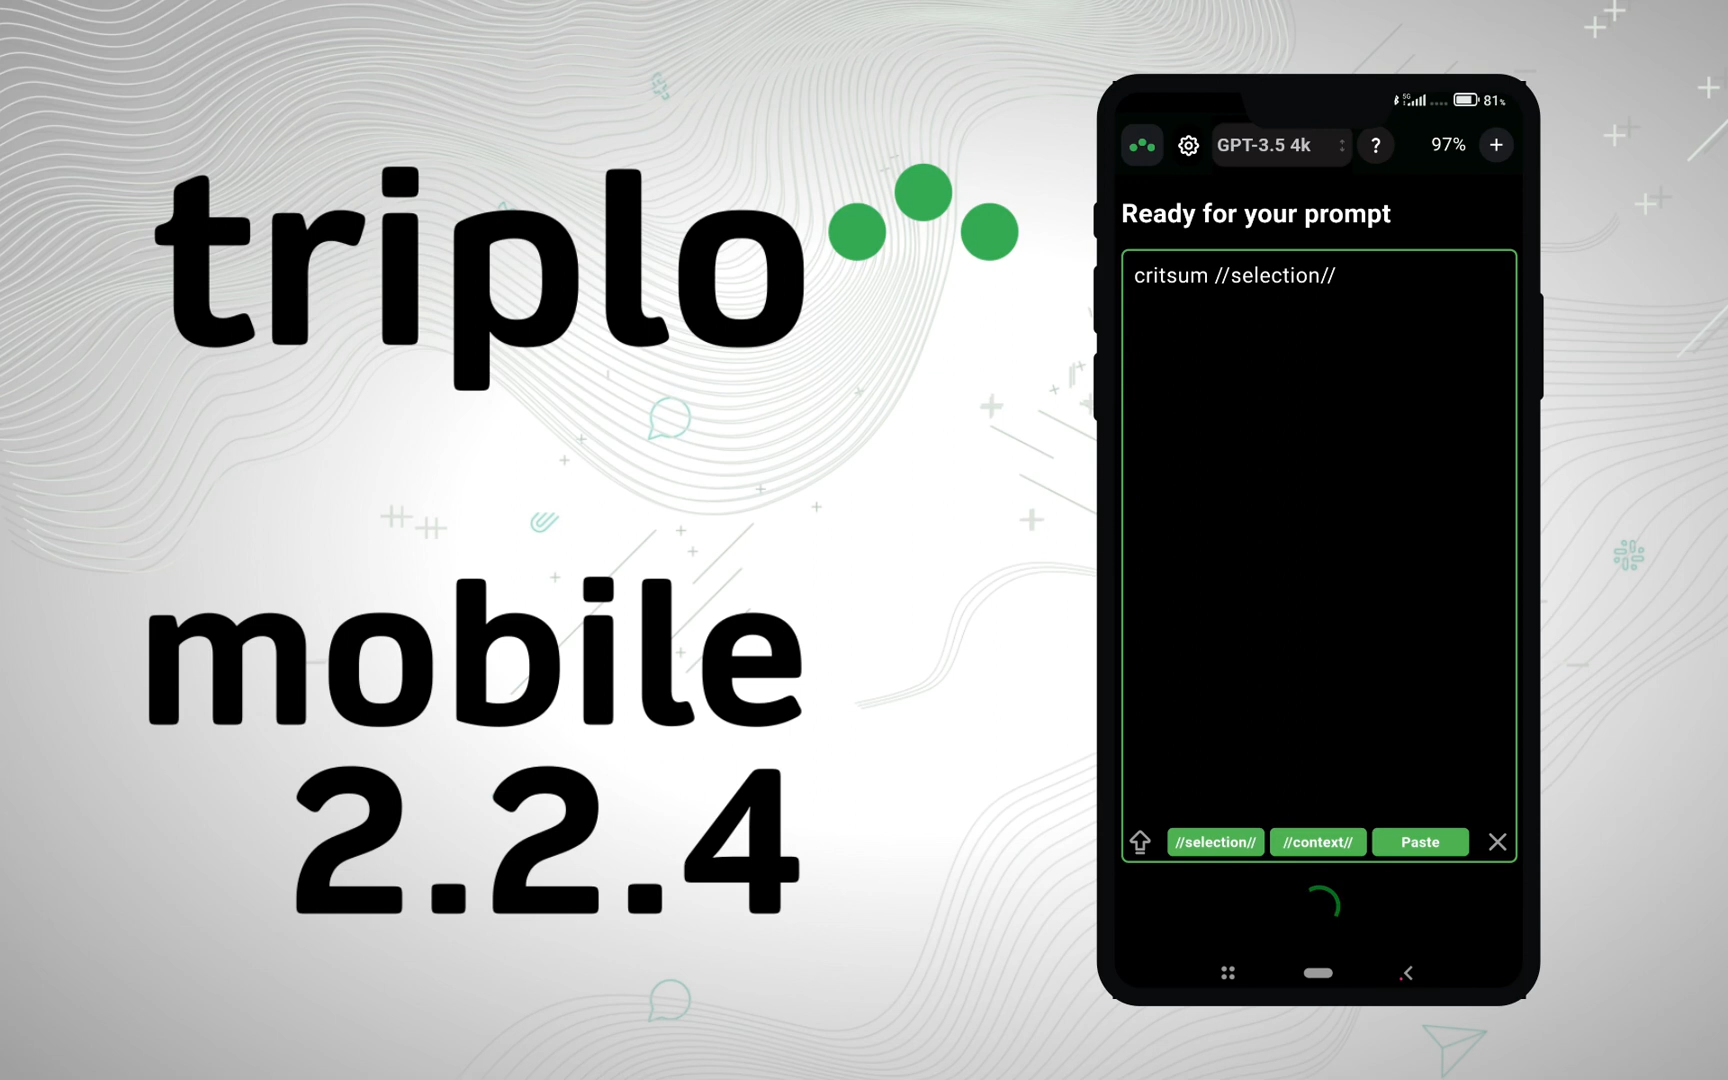 triplo
mobile
2.2.4
5G 81%
GPT-3.5 4k ? 97% +
Ready for your prompt
critsum //selection//
//selection// //context// Paste